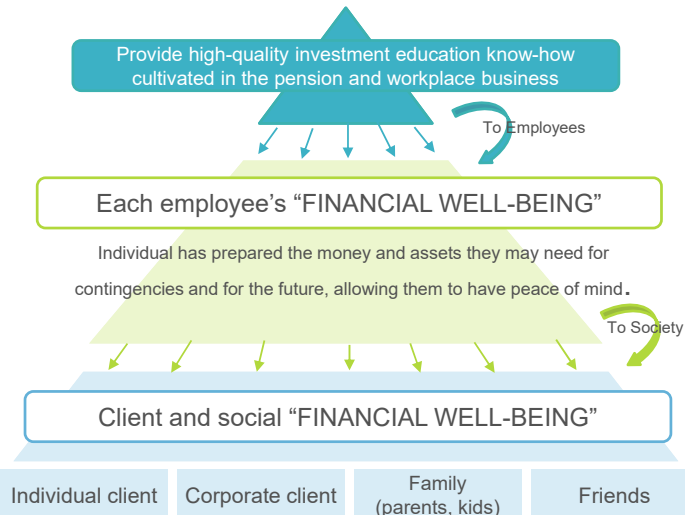 Provide high-quality investment education know-how
cultivated in the pension and workplace business
To Employees
Each employee’s “FINANCIAL WELL-BEING”
Individual has prepared the money and assets they may need for
contingencies and for the future, allowing them to have peace of mind.
To Society
Client and social “FINANCIAL WELL-BEING”
Individual client
Corporate client
Family
(parents, kids)
Friends